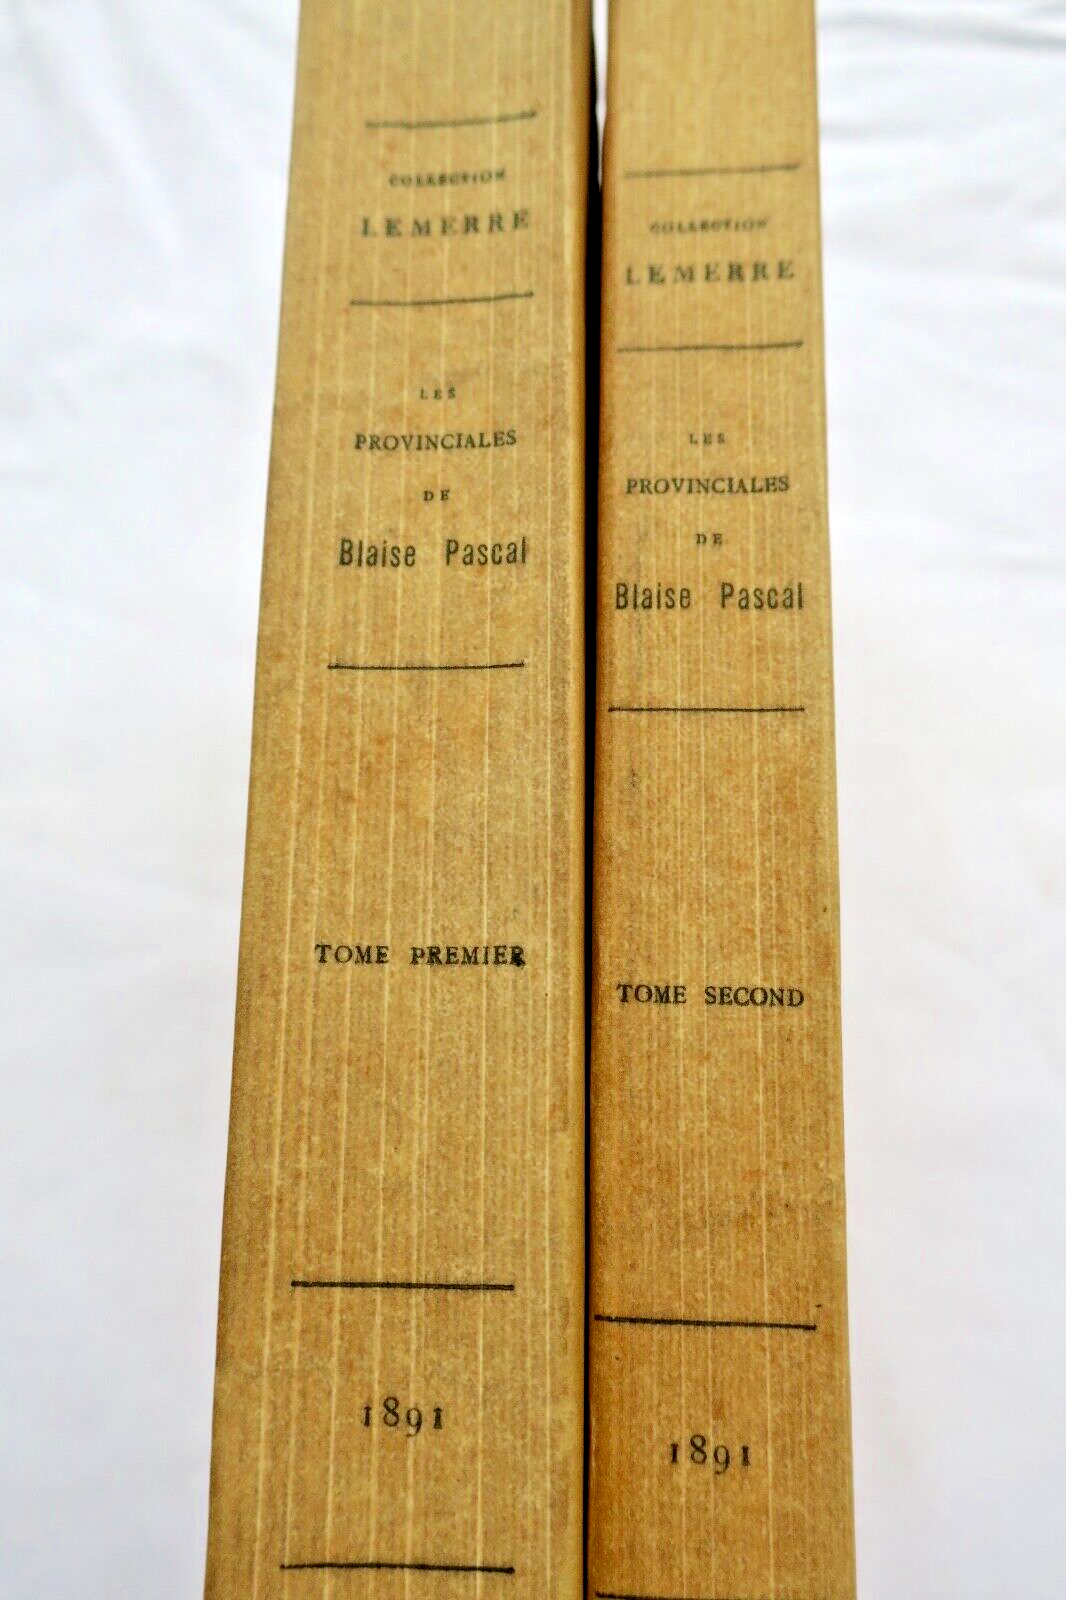 COLLECTION
LEMERRE
LES
PROVINCIALES
DE
Blaise Pascal
TOME PREMIER
1891
COLLECTION
LEMERRE
LES
PROVINCIALES
DE
Blaise Pascal
TOME SECOND
1891